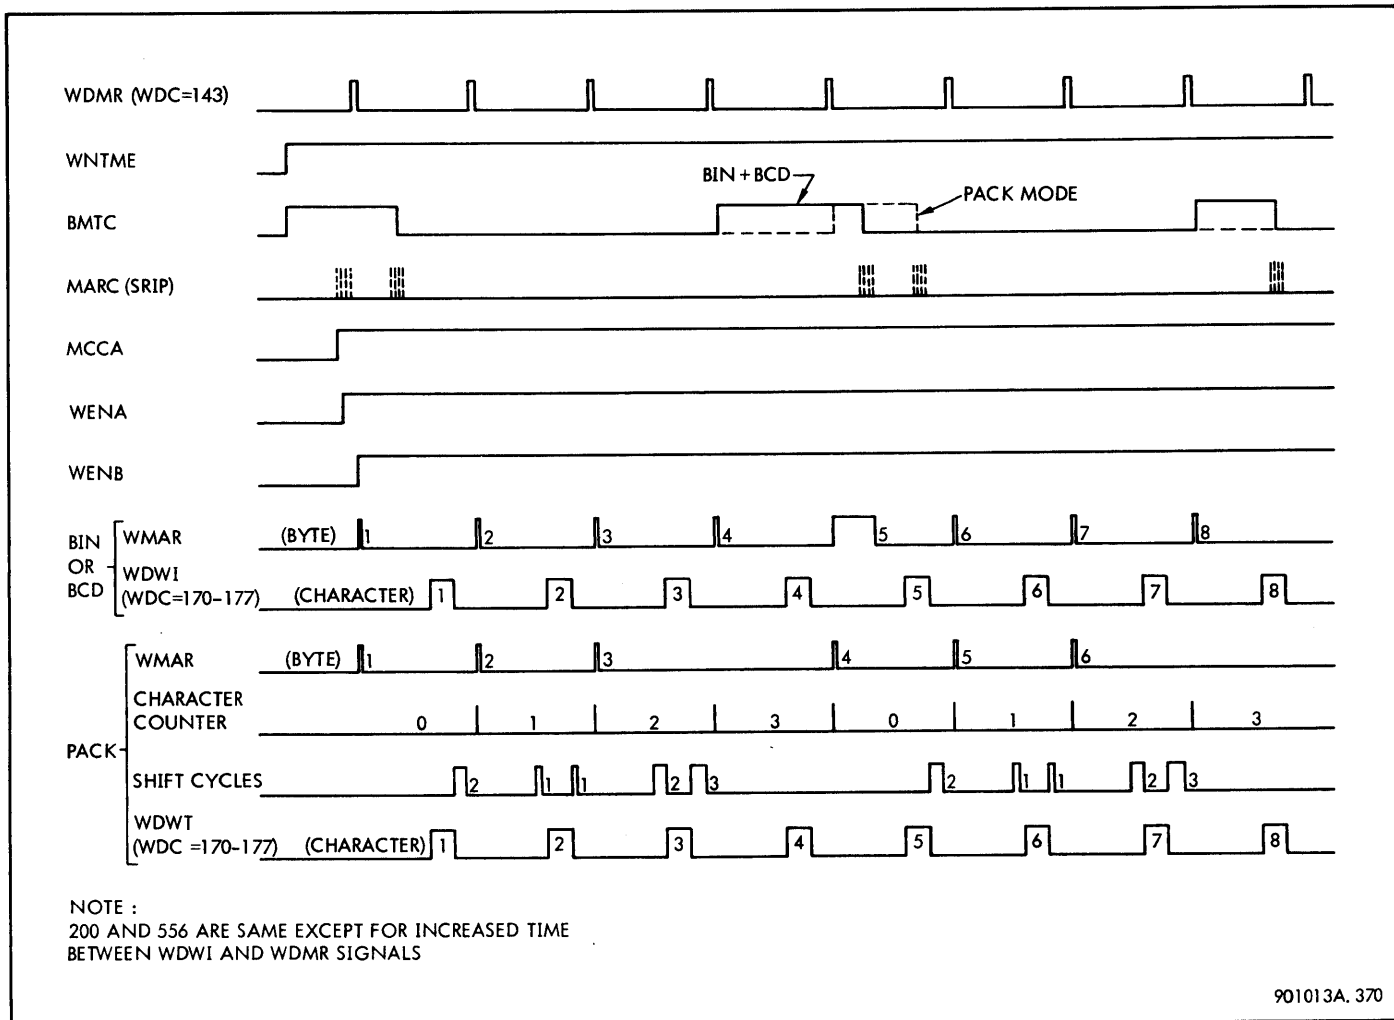 WDMR (WDC=143)
WNTME
BIN + BCD
PACK MODE
BMTC
MARC (SRIP)
MCCA
WENA
WENB
BIN OR BCD
WMAR (BYTE) 1 2 3 4 5 6 7 8
WDWI (WDC=170-177) (CHARACTER) 1 2 3 4 5 6 7 8
PACK
WMAR (BYTE) 1 2 3 4 5 6
CHARACTER COUNTER 0 1 2 3 0 1 2 3
SHIFT CYCLES 2 1 1 2 3 2 1 1 2 3
WDWT (WDC =170-177) (CHARACTER) 1 2 3 4 5 6 7 8
NOTE :
200 AND 556 ARE SAME EXCEPT FOR INCREASED TIME
BETWEEN WDWI AND WDMR SIGNALS
901013A. 370